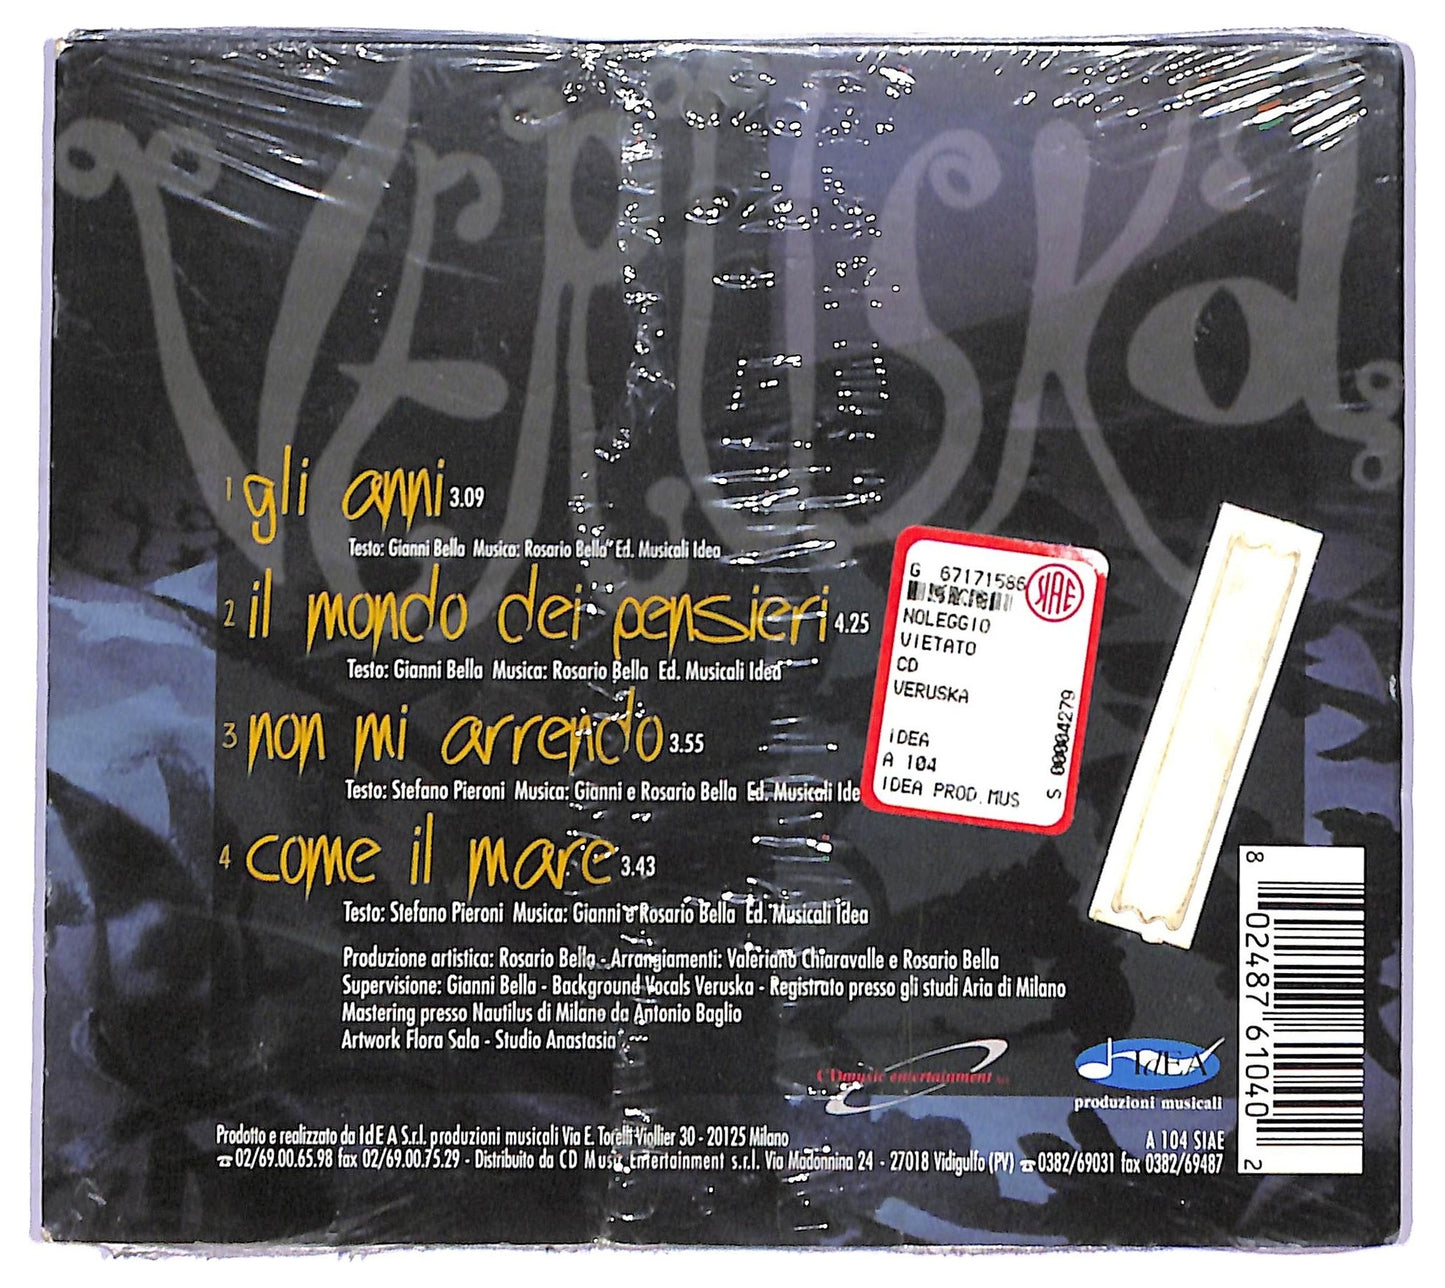 VERUSKA
1 gli anni 3.09
Testo: Gianni Bella Musica: Rosario Bella Ed. Musicali Idea
2 il mondo dei pensieri 4.25
Testo: Gianni Bella Musica: Rosario Bella Ed. Musicali Idea
3 non mi arrendo 3.55
Testo: Stefano Pieroni Musica: Gianni e Rosario Bella Ed. Musicali Ide
4 come il mare 3.43
Testo: Stefano Pieroni Musica: Gianni e Rosario Bella Ed. Musicali Idea
Produzione artistica: Rosario Bella - Arrangiamenti: Valeriano Chiaravalle e Rosario Bella
Supervisione: Gianni Bella - Background Vocals Veruska - Registrato presso gli studi Aria di Milano
Mastering presso Nautilus di Milano da Antonio Baglio
Artwork Flora Sala - Studio Anastasia
G 67171586
SIAE
NOLEGGIO
VIETATO
CD
VERUSKA
IDEA
A 104
IDEA PROD.MUS
S 00004279
CDmusic entertainment
IdEA
produzioni musicali
A 104 SIAE
Prodotto e realizzato da IdEA S.r.l. produzioni musicali Via E. Torelli Viollier 30 - 20125 Milano
☎02/69.00.65.98 fax 02/69.00.75.29 - Distribuito da CD Music Entertainment s.r.l. Via Madonnina 24 - 27018 Vidigulfo (PV) ☎0382/69031 fax 0382/69487
8 02487 61040 2